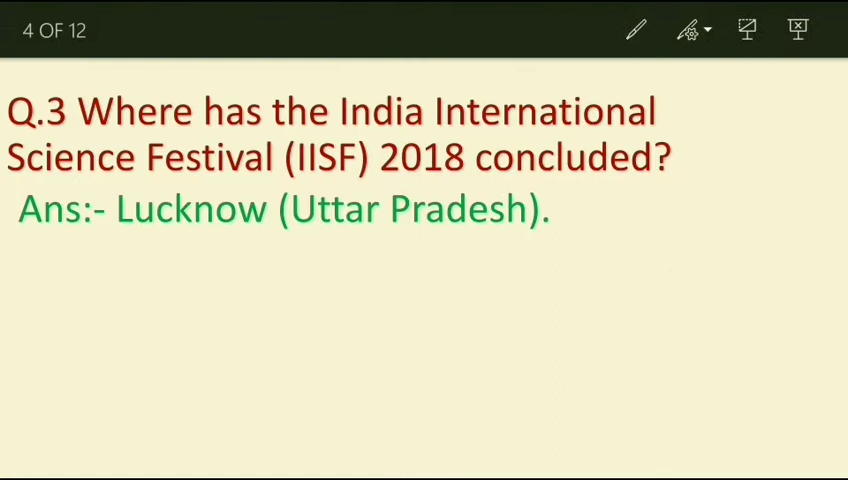 4 OF 12
Q.3 Where has the India International
Science Festival (IISF) 2018 concluded?
Ans:- Lucknow (Uttar Pradesh).